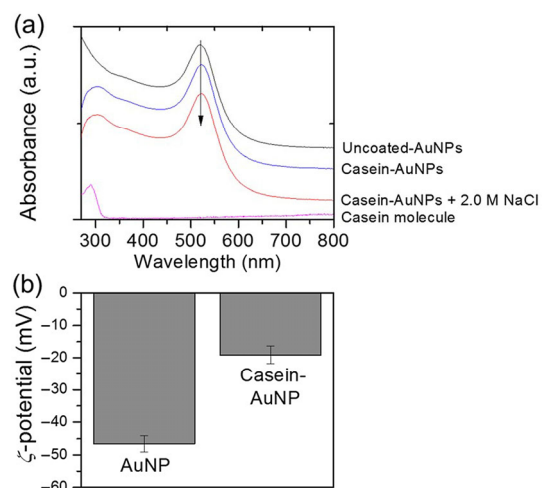 (a)
Absorbance (a.u.)
Uncoated-AuNPs
Casein-AuNPs
Casein-AuNPs + 2.0 M NaCl
Casein molecule
300 400 500 600 700 800
Wavelength (nm)
(b)
ζ-potential (mV)
0
−10
−20
−30
−40
−50
−60
Casein-
AuNP
AuNP